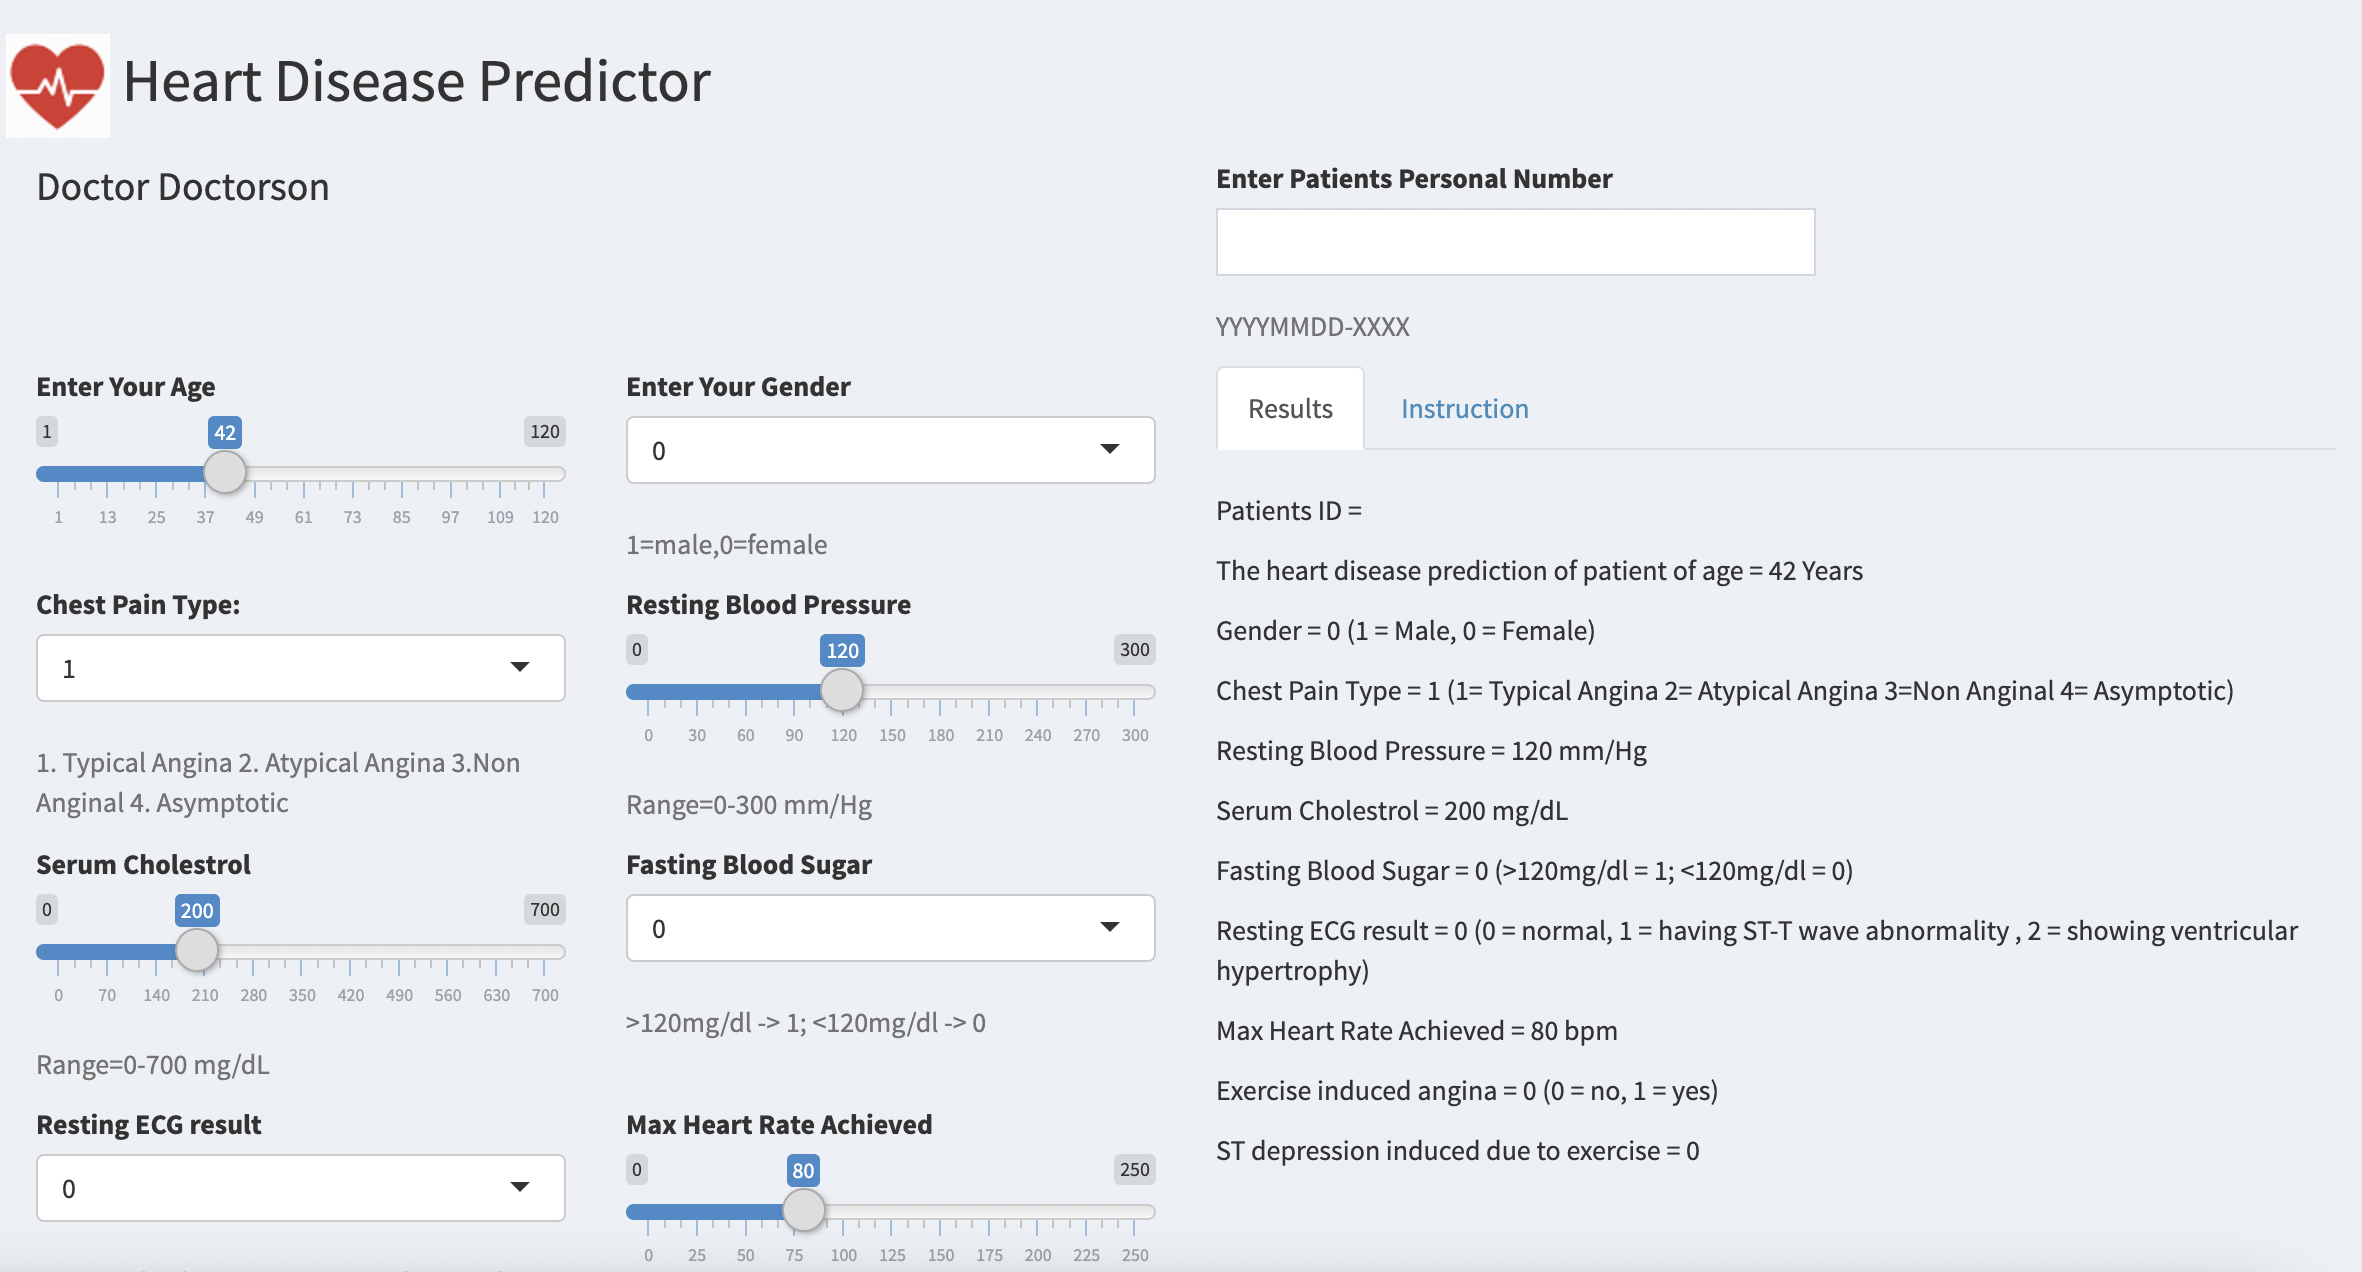 Heart Disease Predictor
Doctor Doctorson
Enter Your Age
1
42
120
1 13 25 37 49 61 73 85 97 109 120
Enter Your Gender
0
1=male,0=female
Chest Pain Type:
1
1. Typical Angina 2. Atypical Angina 3.Non
Anginal 4. Asymptotic
Resting Blood Pressure
0
120
300
0 30 60 90 120 150 180 210 240 270 300
Range=0-300 mm/Hg
Serum Cholestrol
0
200
700
0 70 140 210 280 350 420 490 560 630 700
Range=0-700 mg/dL
Fasting Blood Sugar
0
>120mg/dl -> 1; <120mg/dl -> 0
Resting ECG result
0
Max Heart Rate Achieved
0
80
250
0 25 50 75 100 125 150 175 200 225 250
Enter Patients Personal Number
YYYYMMDD-XXXX
Results
Instruction
Patients ID =
The heart disease prediction of patient of age = 42 Years
Gender = 0 (1 = Male, 0 = Female)
Chest Pain Type = 1 (1= Typical Angina 2= Atypical Angina 3=Non Anginal 4= Asymptotic)
Resting Blood Pressure = 120 mm/Hg
Serum Cholestrol = 200 mg/dL
Fasting Blood Sugar = 0 (>120mg/dl = 1; <120mg/dl = 0)
Resting ECG result = 0 (0 = normal, 1 = having ST-T wave abnormality , 2 = showing ventricular
hypertrophy)
Max Heart Rate Achieved = 80 bpm
Exercise induced angina = 0 (0 = no, 1 = yes)
ST depression induced due to exercise = 0